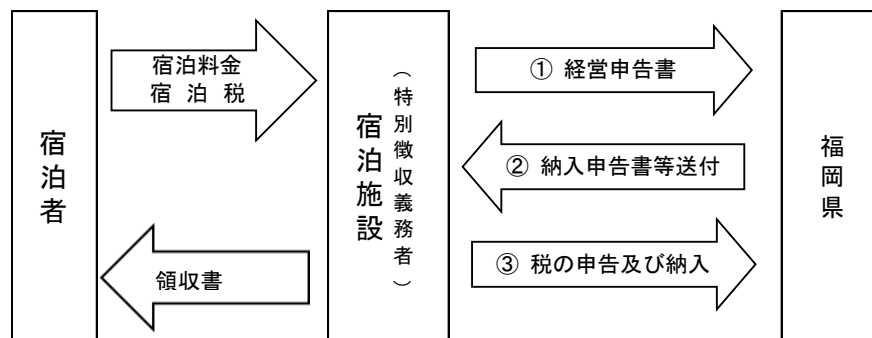 宿泊者
宿泊料金
宿 泊 税
領収書
宿泊施設
（特別徴収義務者）
① 経営申告書
② 納入申告書等送付
③ 税の申告及び納入
福岡県